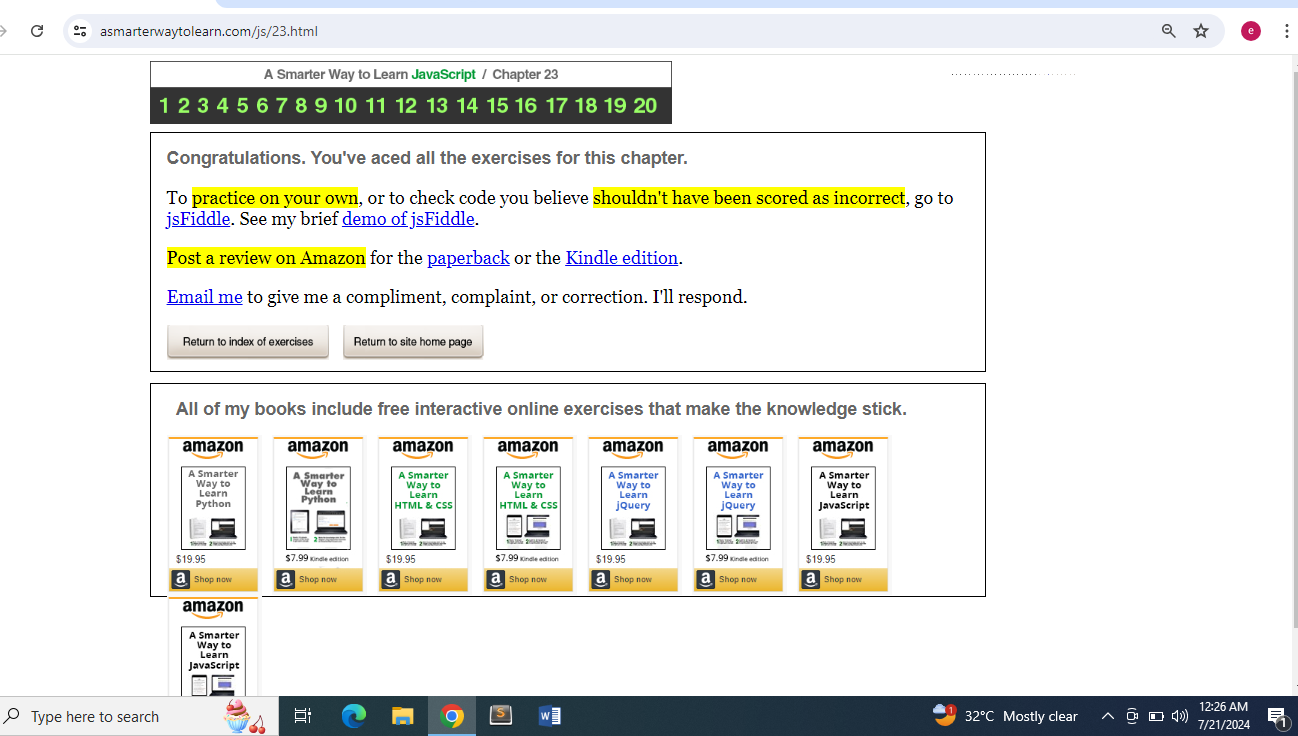 asmarterwaytolearn.com/js/23.html
e
A Smarter Way to Learn JavaScript / Chapter 23
1 2 3 4 5 6 7 8 9 10 11 12 13 14 15 16 17 18 19 20
Congratulations. You've aced all the exercises for this chapter.
To practice on your own, or to check code you believe shouldn't have been scored as incorrect, go to
jsFiddle. See my brief demo of jsFiddle.
Post a review on Amazon for the paperback or the Kindle edition.
Email me to give me a compliment, complaint, or correction. I'll respond.
Return to index of exercises Return to site home page
All of my books include free interactive online exercises that make the knowledge stick.
amazon amazon amazon amazon amazon amazon amazon
A Smarter A Smarter A Smarter A Smarter A Smarter A Smarter A Smarter
Way to Way to Way to Way to Way to Way to Way to
Learn Learn Learn Learn Learn Learn Learn
Python Python HTML & CSS HTML & CSS jQuery jQuery JavaScript
$19.95 $7.99 Kindle edition $19.95 $7.99 Kindle edition $19.95 $7.99 Kindle edition $19.95
a Shop now a Shop now a Shop now a Shop now a Shop now a Shop now a Shop now
amazon
A Smarter
Way to
Learn
JavaScript
Type here to search
S
W
1
32°C Mostly clear
12:26 AM
7/21/2024
1